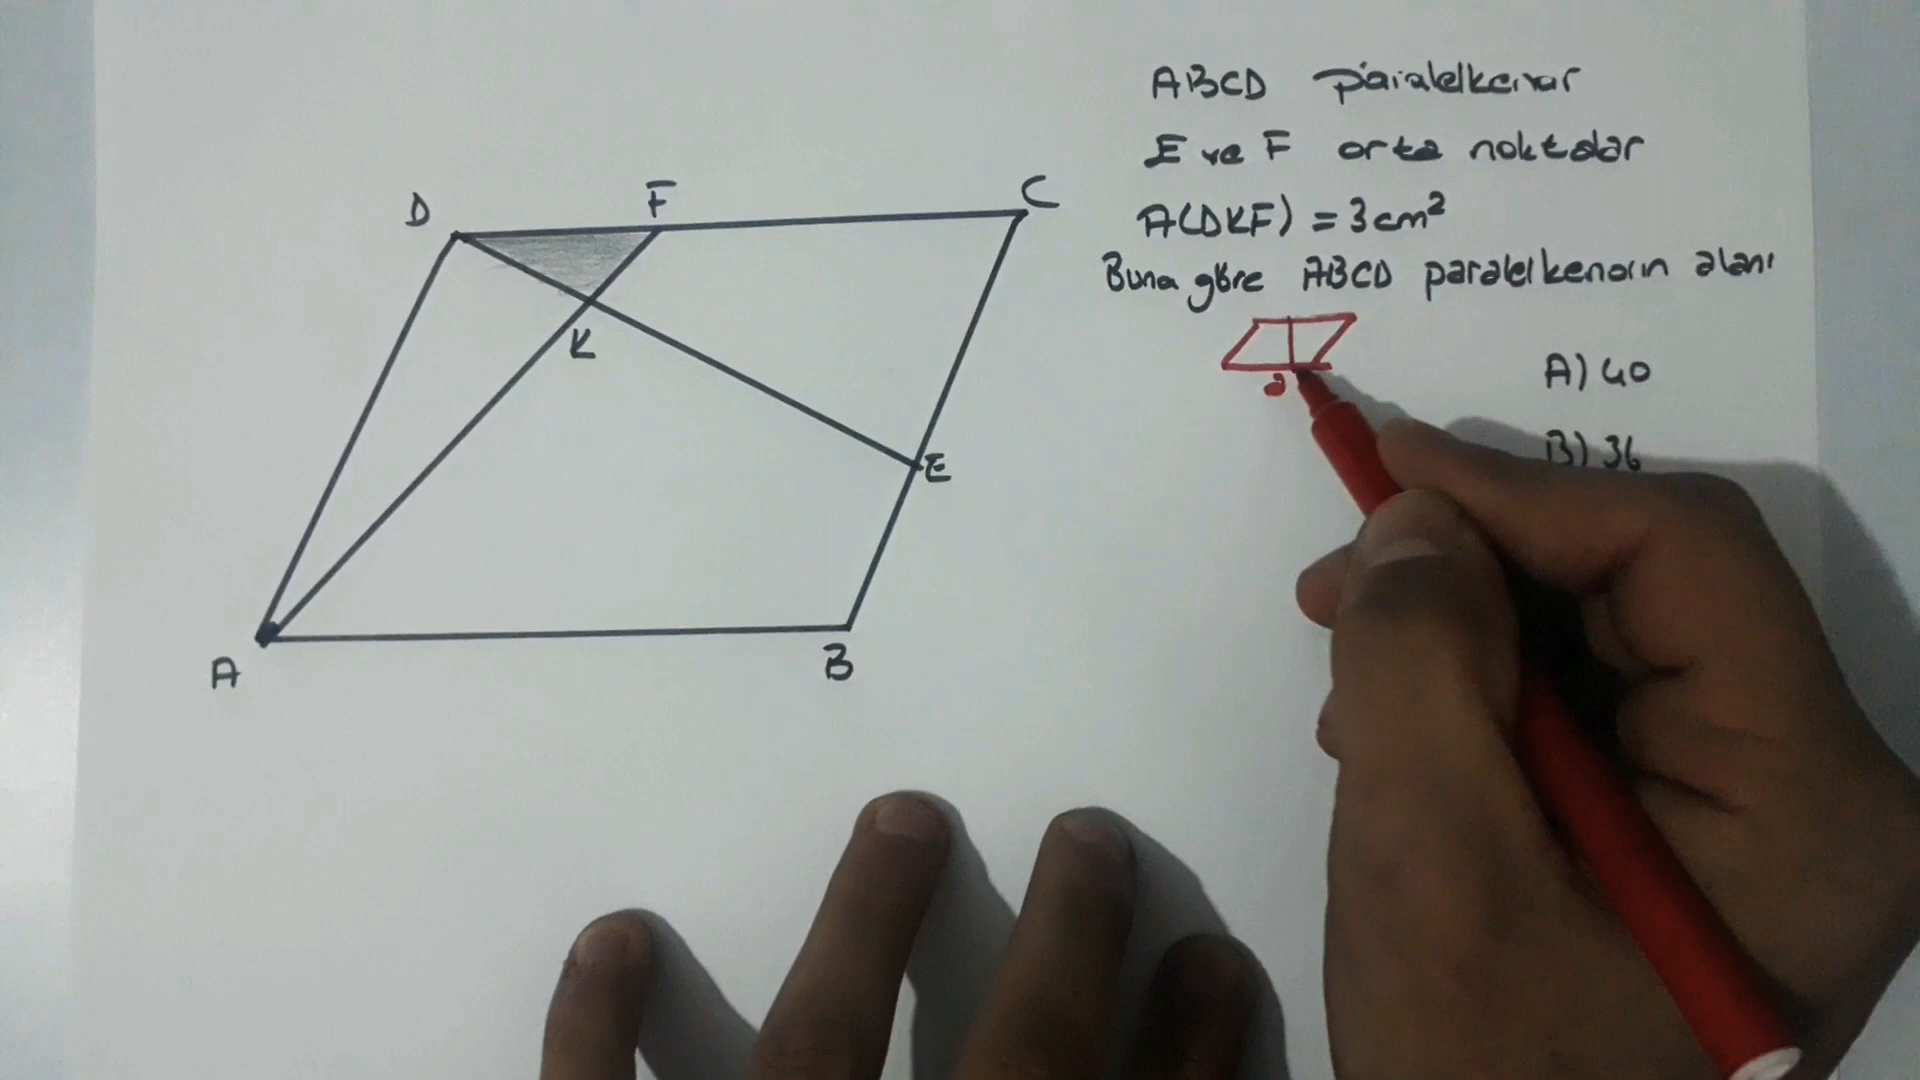 D F C
K
E
A B
ABCD paralelkenar
E ve F orta noktalar
A(DKF) = 3cm²
Buna göre ABCD paralelkenarın alanı
a
A) 40
B) 36